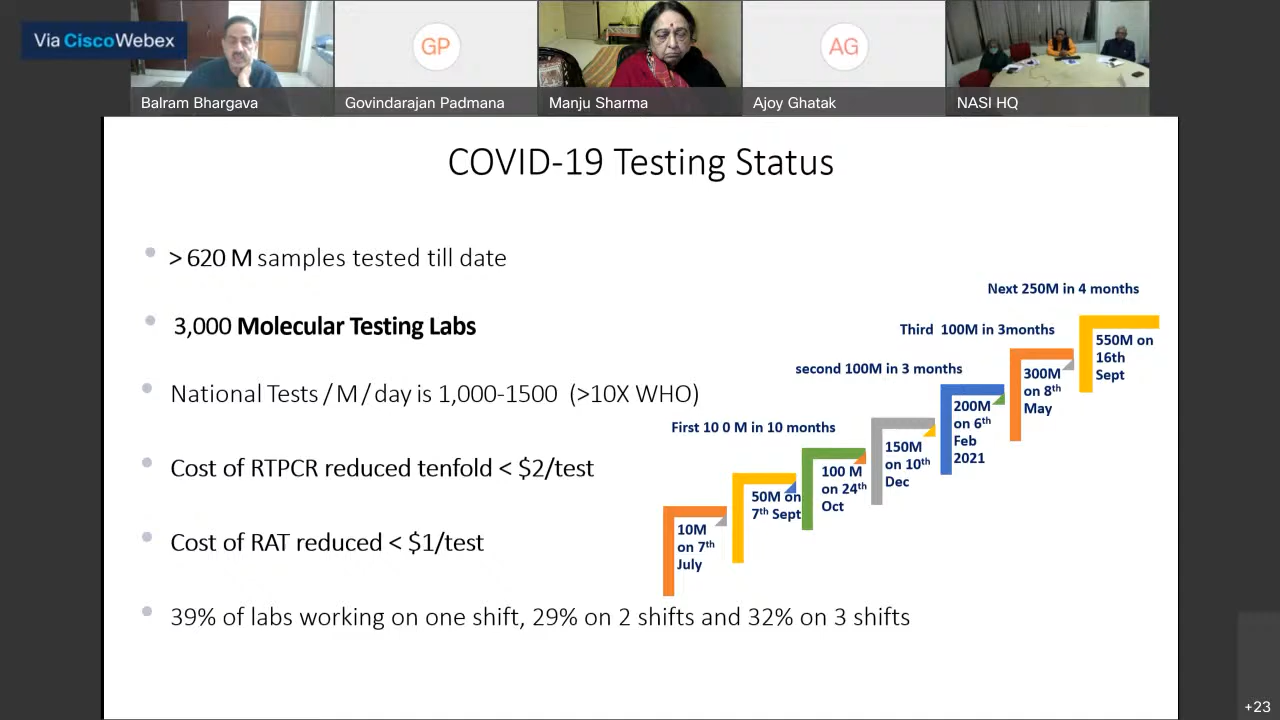 Via CiscoWebex
GP
AG
Balram Bhargava
Govindarajan Padmana
Manju Sharma
Ajoy Ghatak
NASI HQ
COVID-19 Testing Status
> 620 M samples tested till date
3,000 Molecular Testing Labs
National Tests / M / day is 1,000-1500 (>10X WHO)
Cost of RTPCR reduced tenfold < $2/test
Cost of RAT reduced < $1/test
39% of labs working on one shift, 29% on 2 shifts and 32% on 3 shifts
First 10 0 M in 10 months
second 100M in 3 months
Third 100M in 3months
Next 250M in 4 months
10M
on 7th
July
50M on
7th Sept
100 M
on 24th
Oct
150M
on 10th
Dec
200M
on 6th
Feb
2021
300M
on 8th
May
550M on
16th
Sept
+23